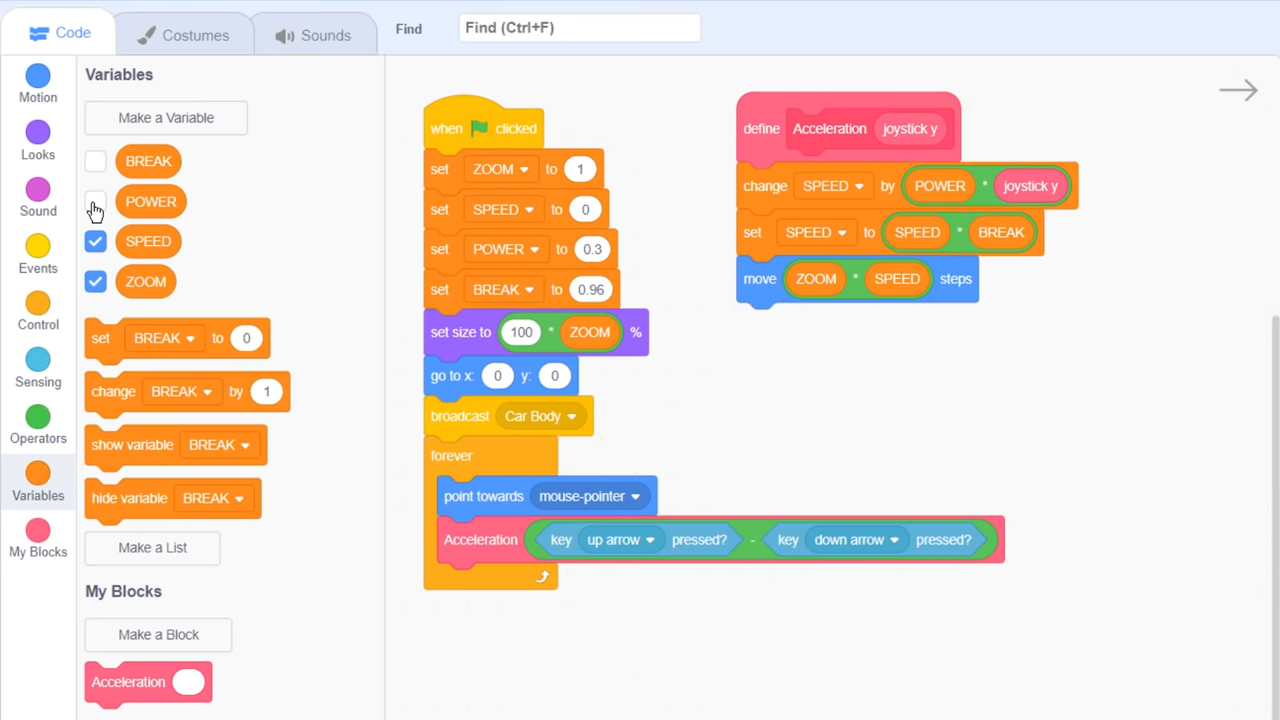 Code
Costumes
Sounds
Find
Find (Ctrl+F)
Motion
Looks
Sound
Events
Control
Sensing
Operators
Variables
My Blocks
Variables
Make a Variable
BREAK
POWER
SPEED
ZOOM
set BREAK to 0
change BREAK by 1
show variable BREAK
hide variable BREAK
Make a List
My Blocks
Make a Block
Acceleration
when clicked
set ZOOM to 1
set SPEED to 0
set POWER to 0.3
set BREAK to 0.96
set size to 100 * ZOOM %
go to x: 0 y: 0
broadcast Car Body
forever
point towards mouse-pointer
Acceleration key up arrow pressed? - key down arrow pressed?
define Acceleration joystick y
change SPEED by POWER * joystick y
set SPEED to SPEED * BREAK
move ZOOM * SPEED steps